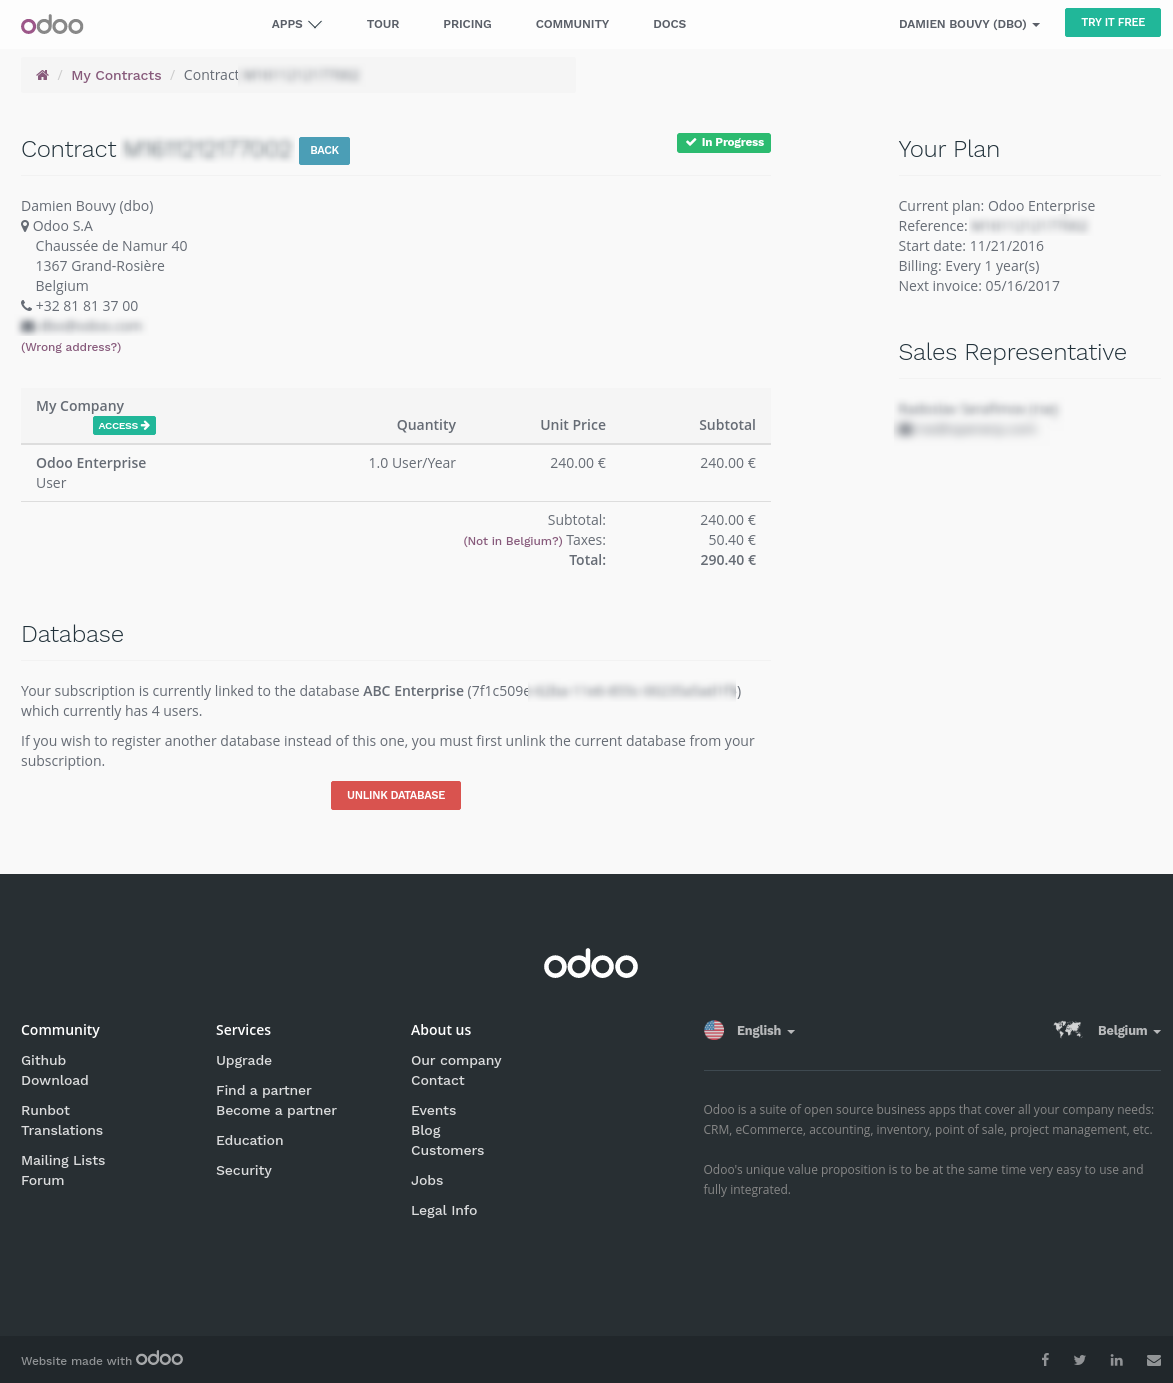 odoo
APPS TOUR PRICING COMMUNITY DOCS DAMIEN BOUVY (DBO) TRY IT FREE
/ My Contracts / Contract
Contract BACK
In Progress
Damien Bouvy (dbo)
Odoo S.A
Chaussée de Namur 40
1367 Grand-Rosière
Belgium
+32 81 81 37 00
(Wrong address?)
Your Plan
Current plan: Odoo Enterprise
Reference:
Start date: 11/21/2016
Billing: Every 1 year(s)
Next invoice: 05/16/2017
Sales Representative
My Company
ACCESS
Quantity Unit Price Subtotal
Odoo Enterprise 1.0 User/Year 240.00 € 240.00 €
User
Subtotal: 240.00 €
(Not in Belgium?) Taxes: 50.40 €
Total: 290.40 €
Database
Your subscription is currently linked to the database ABC Enterprise (7f1c509e )
which currently has 4 users.
If you wish to register another database instead of this one, you must first unlink the current database from your
subscription.
UNLINK DATABASE
odoo
Community
Github
Download
Runbot
Translations
Mailing Lists
Forum
Services
Upgrade
Find a partner
Become a partner
Education
Security
About us
Our company
Contact
Events
Blog
Customers
Jobs
Legal Info
English Belgium
Odoo is a suite of open source business apps that cover all your company needs:
CRM, eCommerce, accounting, inventory, point of sale, project management, etc.
Odoo's unique value proposition is to be at the same time very easy to use and
fully integrated.
Website made with odoo